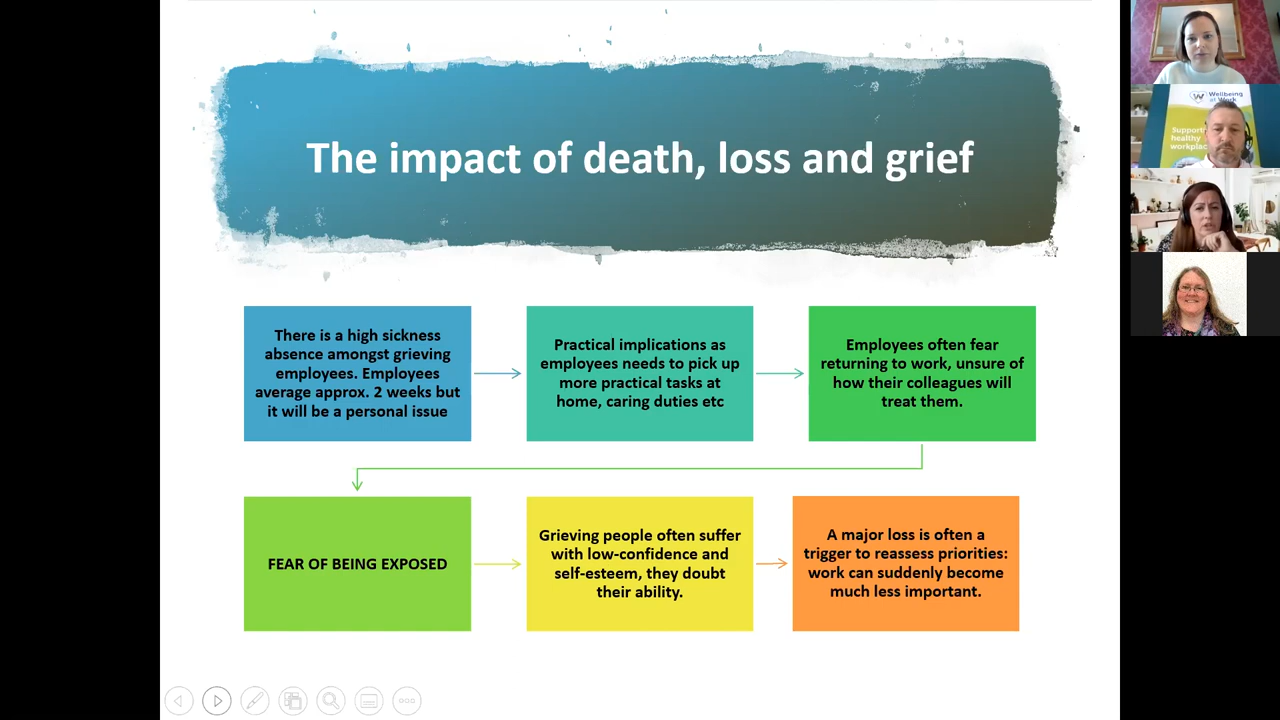 The impact of death, loss and grief
There is a high sickness
absence amongst grieving
employees. Employees
average approx. 2 weeks but
it will be a personal issue
Practical implications as
employees needs to pick up
more practical tasks at
home, caring duties etc
Employees often fear
returning to work, unsure of
how their colleagues will
treat them.
FEAR OF BEING EXPOSED
Grieving people often suffer
with low-confidence and
self-esteem, they doubt
their ability.
A major loss is often a
trigger to reassess priorities:
work can suddenly become
much less important.
Wellbeing
at Work
healthy